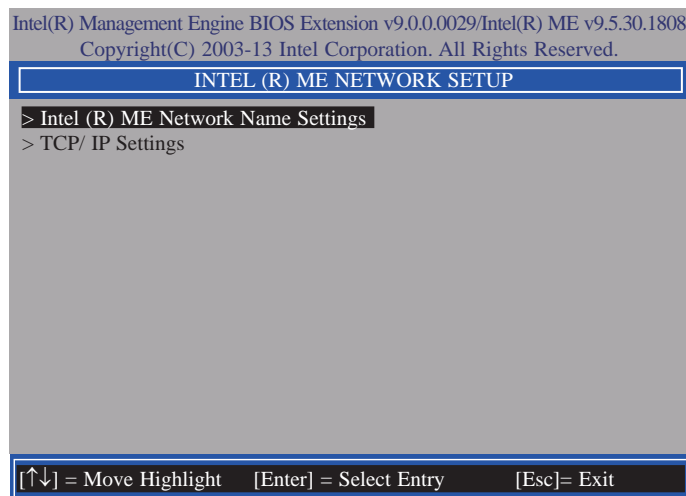 Intel(R) Management Engine BIOS Extension v9.0.0.0029/Intel(R) ME v9.5.30.1808
Copyright(C) 2003-13 Intel Corporation. All Rights Reserved.
INTEL (R) ME NETWORK SETUP
> Intel (R) ME Network Name Settings
> TCP/ IP Settings
[↑↓] = Move Highlight [Enter] = Select Entry [Esc]= Exit